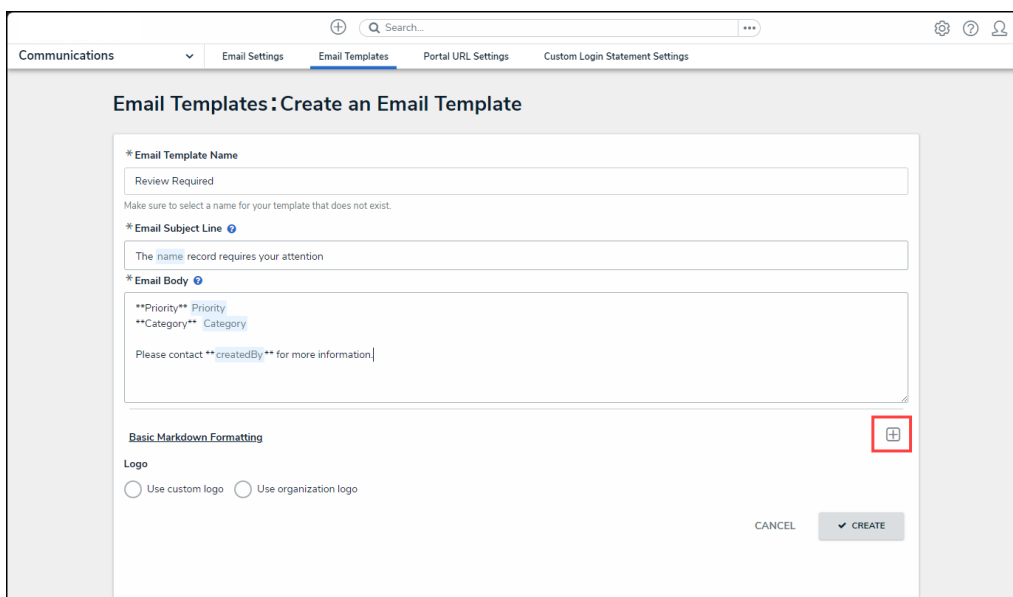 Search...
Communications
Email Settings
Email Templates
Portal URL Settings
Custom Login Statement Settings
Email Templates: Create an Email Template
* Email Template Name
Review Required
Make sure to select a name for your template that does not exist.
* Email Subject Line ?
The name record requires your attention
* Email Body ?
**Priority** Priority
**Category** Category
Please contact **createdBy** for more information.
Basic Markdown Formatting
Logo
Use custom logo Use organization logo
CANCEL CREATE